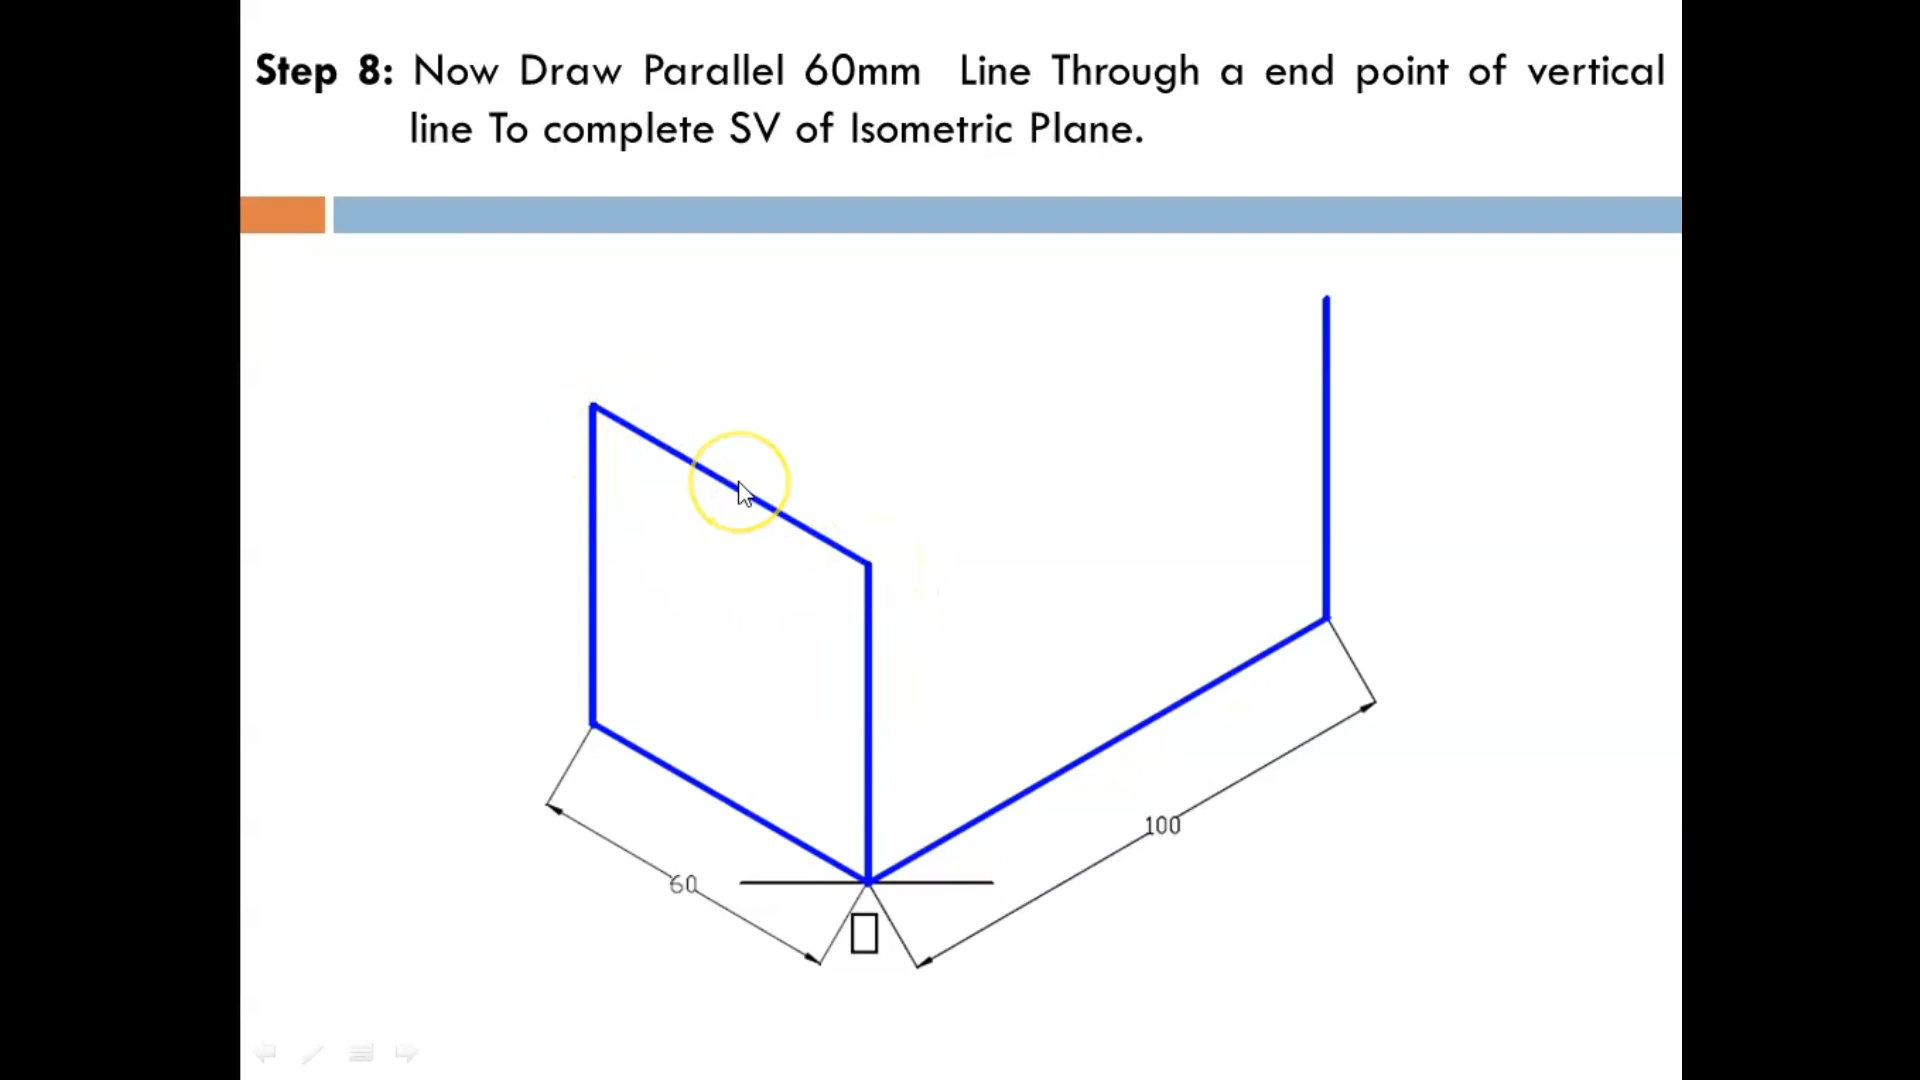 Step 8: Now Draw Parallel 60mm Line Through a end point of vertical
line To complete SV of Isometric Plane.
100
60